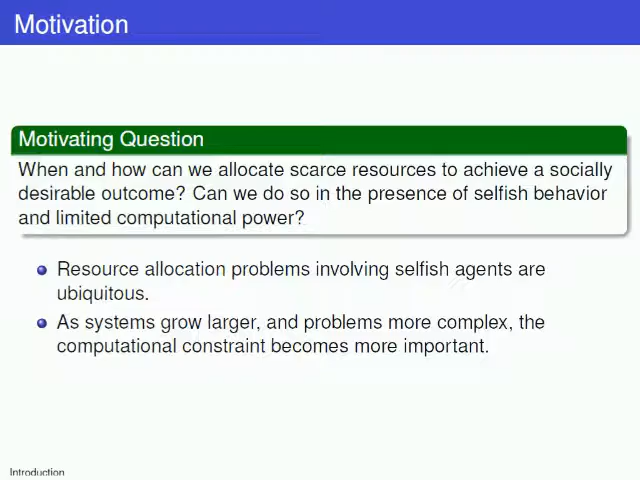 Motivation
Motivating Question
When and how can we allocate scarce resources to achieve a socially
desirable outcome? Can we do so in the presence of selfish behavior
and limited computational power?
Resource allocation problems involving selfish agents are
ubiquitous.
As systems grow larger, and problems more complex, the
computational constraint becomes more important.
Introduction